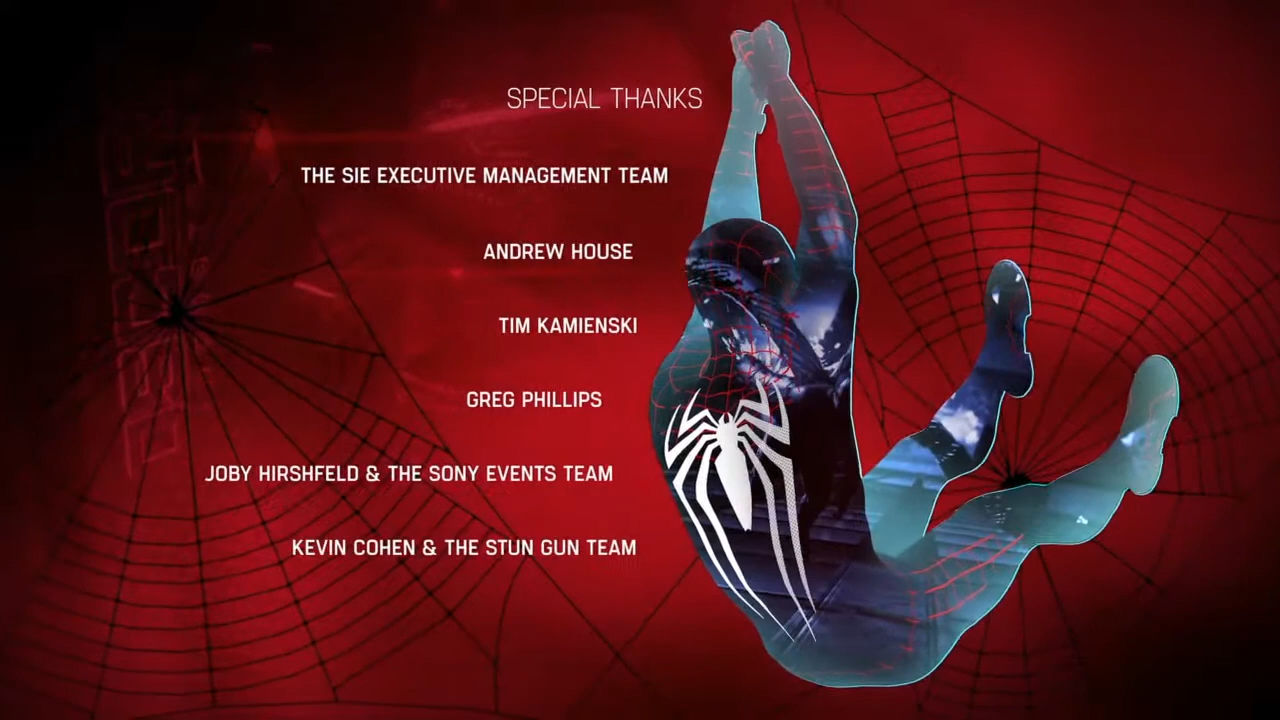 SPECIAL THANKS
THE SIE EXECUTIVE MANAGEMENT TEAM
ANDREW HOUSE
TIM KAMIENSKI
GREG PHILLIPS
JOBY HIRSHFELD & THE SONY EVENTS TEAM
KEVIN COHEN & THE STUN GUN TEAM